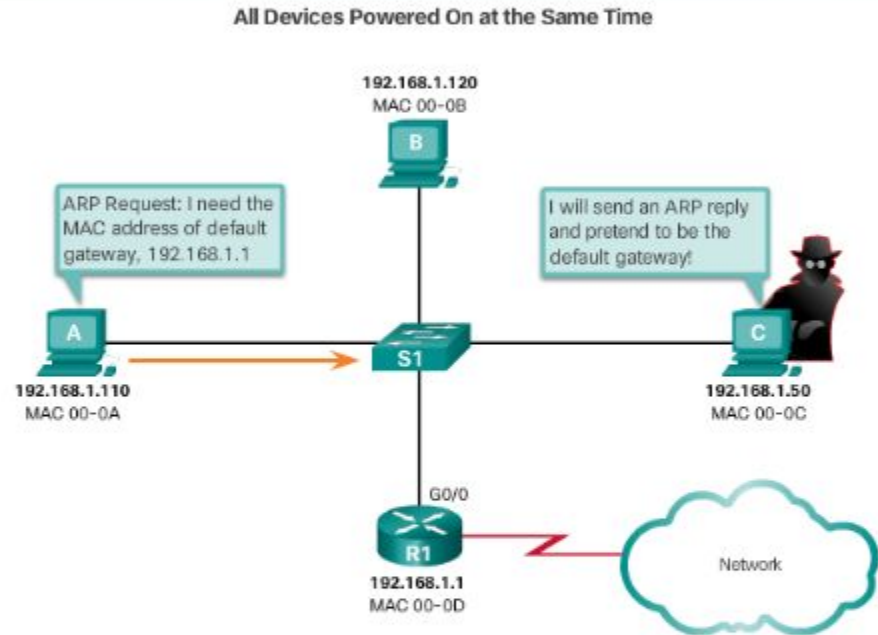 All Devices Powered On at the Same Time
192.168.1.120
MAC 00-0B
B
ARP Request: I need the
MAC address of default
gateway, 192.168.1.1
I will send an ARP reply
and pretend to be the
default gateway!
A
S1
C
192.168.1.110
MAC 00-0A
192.168.1.50
MAC 00-0C
G0/0
R1
192.168.1.1
MAC 00-0D
Network